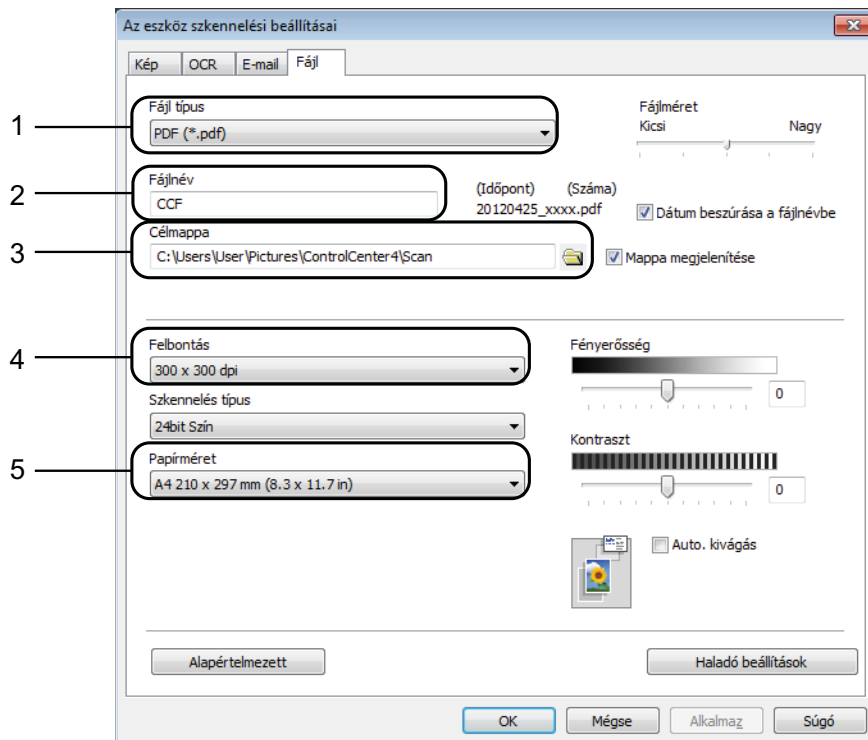 Az eszköz szkennelési beállításai
Kép OCR E-mail Fájl
1
Fájl típus
PDF (*.pdf)
Fájlméret
Kicsi Nagy
2
Fájlnév
CCF
(Időpont) (Száma)
20120425_xxxx.pdf
Dátum beszúrása a fájlnévbe
3
Célmappa
C:\Users\User\Pictures\ControlCenter4\Scan
Mappa megjelenítése
4
Felbontás
300 x 300 dpi
Szkennelés típus
24bit Szín
5
Papírméret
A4 210 x 297 mm (8.3 x 11.7 in)
Fényerősség
0
Kontraszt
0
Auto. kivágás
Alapértelmezett
Haladó beállítások
OK Mégse Alkalmaz Súgó